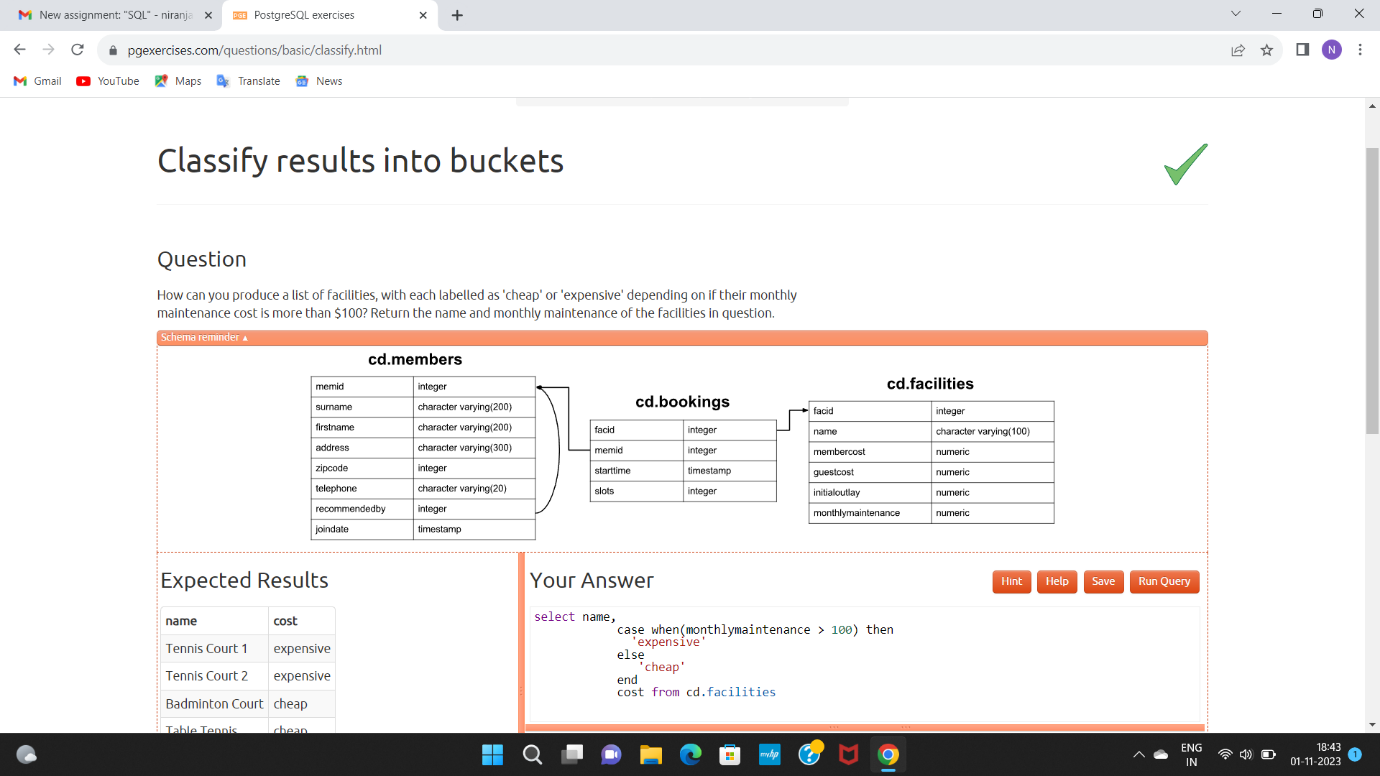 New assignment: "SQL" - niranja
PostgreSQL exercises
pgexercises.com/questions/basic/classify.html
N
Gmail YouTube Maps Translate News
Classify results into buckets
Question
How can you produce a list of facilities, with each labelled as 'cheap' or 'expensive' depending on if their monthly
maintenance cost is more than $100? Return the name and monthly maintenance of the facilities in question.
Schema reminder
cd.members
memid integer
surname character varying(200)
firstname character varying(200)
address character varying(300)
zipcode integer
telephone character varying(20)
recommendedby integer
joindate timestamp
cd.bookings
facid integer
memid integer
starttime timestamp
slots integer
cd.facilities
facid integer
name character varying(100)
membercost numeric
guestcost numeric
initialoutlay numeric
monthlymaintenance numeric
Expected Results
name cost
Tennis Court 1 expensive
Tennis Court 2 expensive
Badminton Court cheap
Table Tennis cheap
Your Answer
Hint Help Save Run Query
select name,
case when(monthlymaintenance > 100) then
'expensive'
else
'cheap'
end
cost from cd.facilities
myhp
ENG
IN
18:43
01-11-2023
1